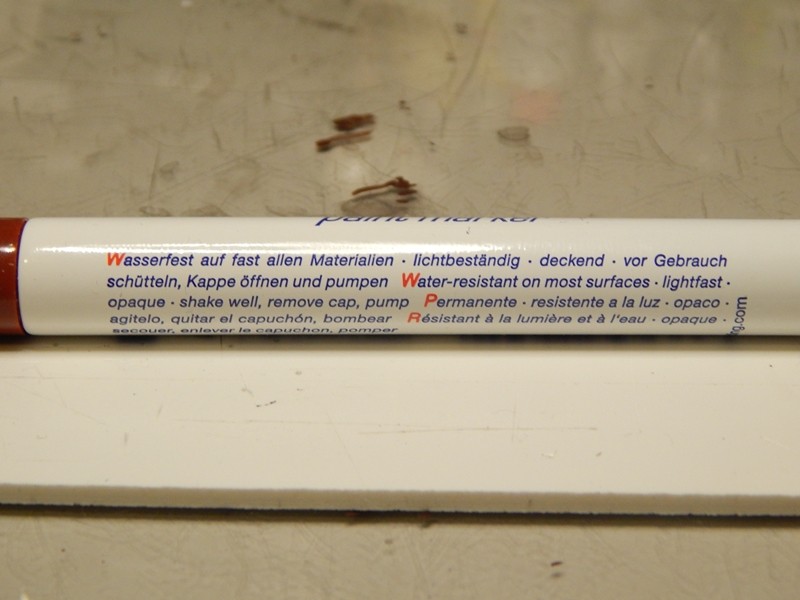 paint marker
Wasserfest auf fast allen Materialien · lichtbeständig · deckend · vor Gebrauch
schütteln, Kappe öffnen und pumpen Water-resistant on most surfaces · lightfast ·
opaque · shake well, remove cap, pump Permanente · resistente a la luz · opaco ·
agitelo, quitar el capuchón, bombear Résistant à la lumière et à l'eau · opaque ·
secouer, enlever le capuchon, pomper